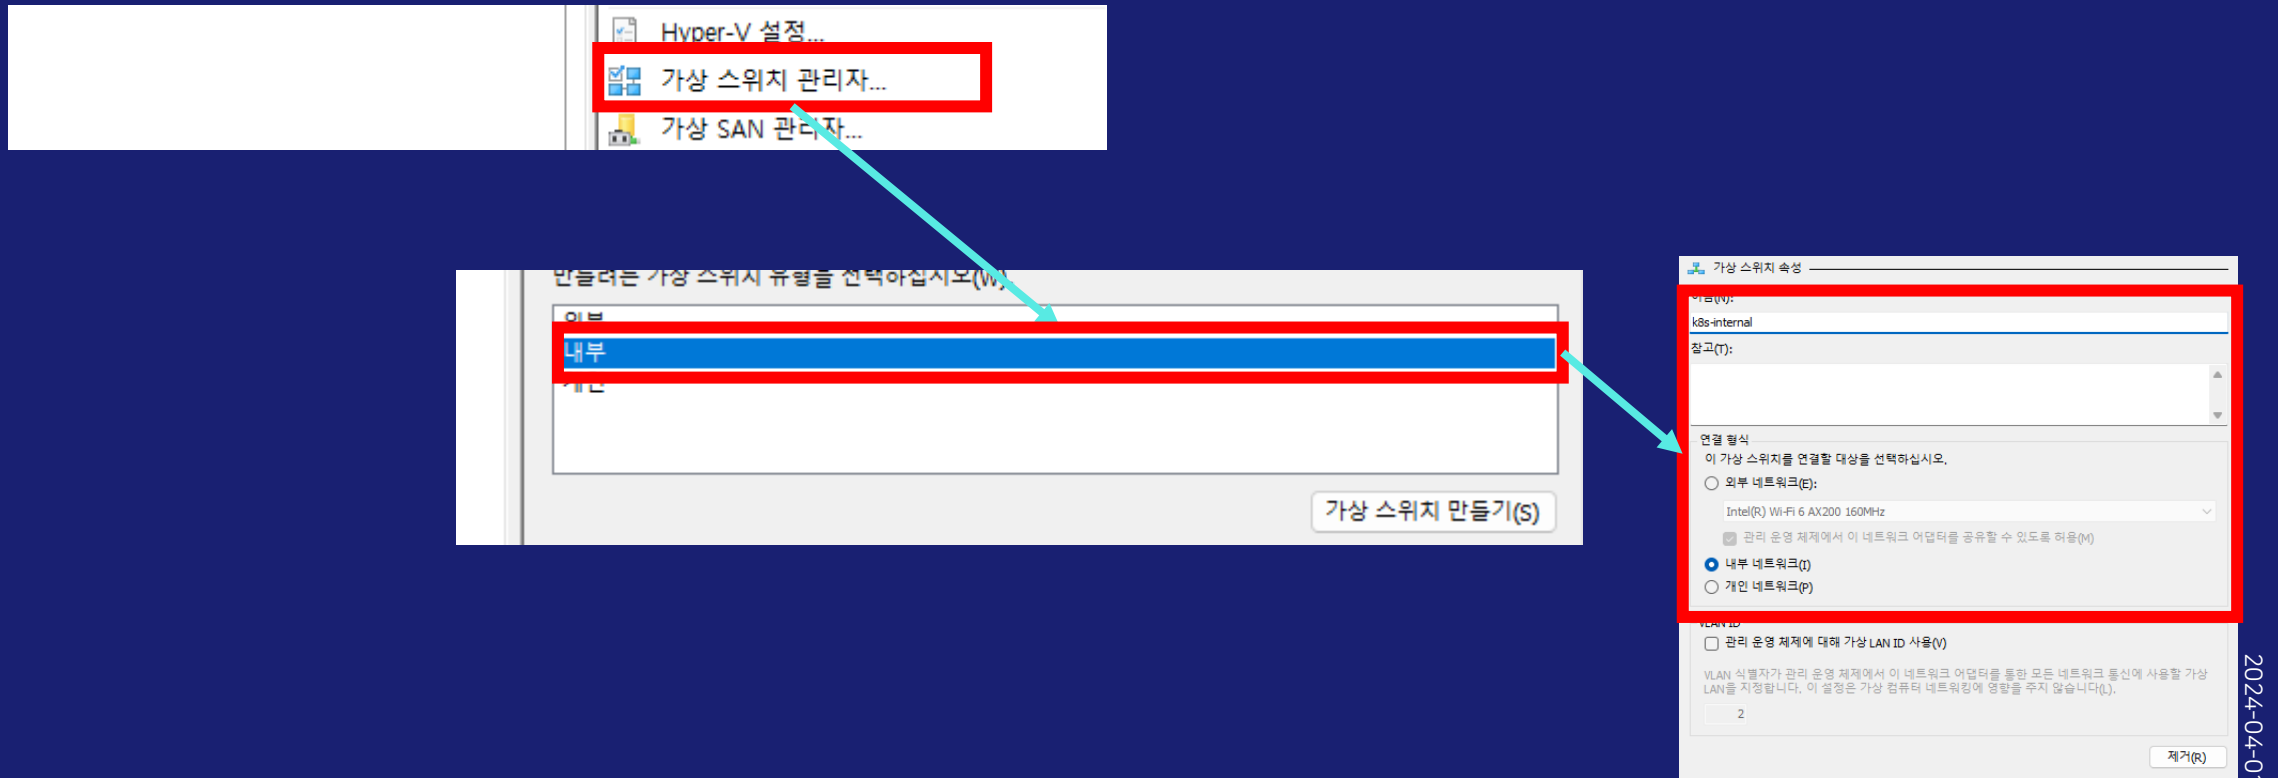 Hyper-V 설정...
가상 스위치 관리자...
가상 SAN 관리자...
만들려는 가상 스위치 유형을 선택하십시오(W).
외부
내부
개인
가상 스위치 만들기(S)
가상 스위치 속성
이름(N):
k8s-internal
참고(T):
연결 형식
이 가상 스위치를 연결할 대상을 선택하십시오.
외부 네트워크(E):
Intel(R) Wi-Fi 6 AX200 160MHz
관리 운영 체제에서 이 네트워크 어댑터를 공유할 수 있도록 허용(M)
내부 네트워크(I)
개인 네트워크(P)
VLAN ID
관리 운영 체제에 대해 가상 LAN ID 사용(V)
VLAN 식별자가 관리 운영 체제에서 이 네트워크 어댑터를 통한 모든 네트워크 통신에 사용할 가상
LAN을 지정합니다. 이 설정은 가상 컴퓨터 네트워킹에 영향을 주지 않습니다(L).
2
제거(R)
2024-04-0